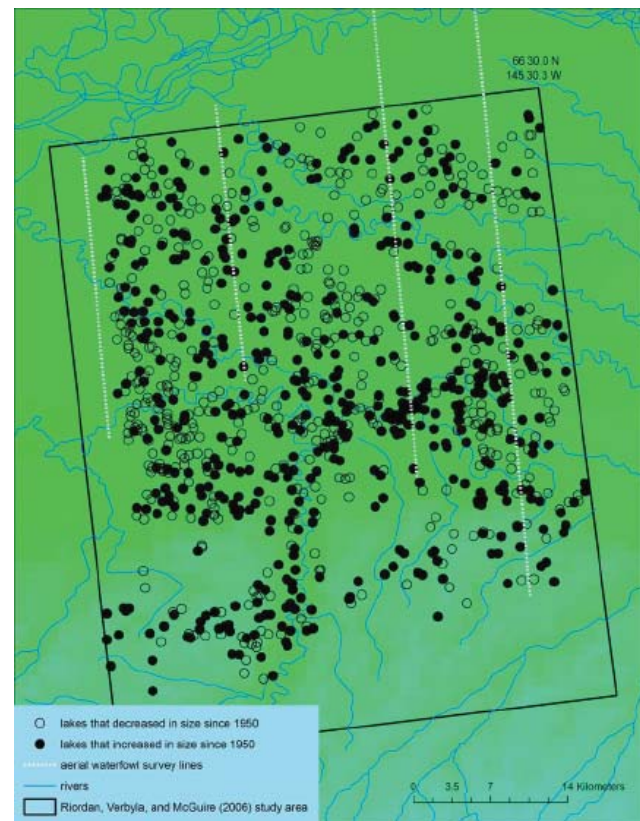 66 30.0 N
145 30.3 W
lakes that decreased in size since 1950
lakes that increased in size since 1950
aerial waterfowl survey lines
rivers
Riordan, Verbyla, and McGuire (2006) study area
0 3.5 7 14 Kilometers